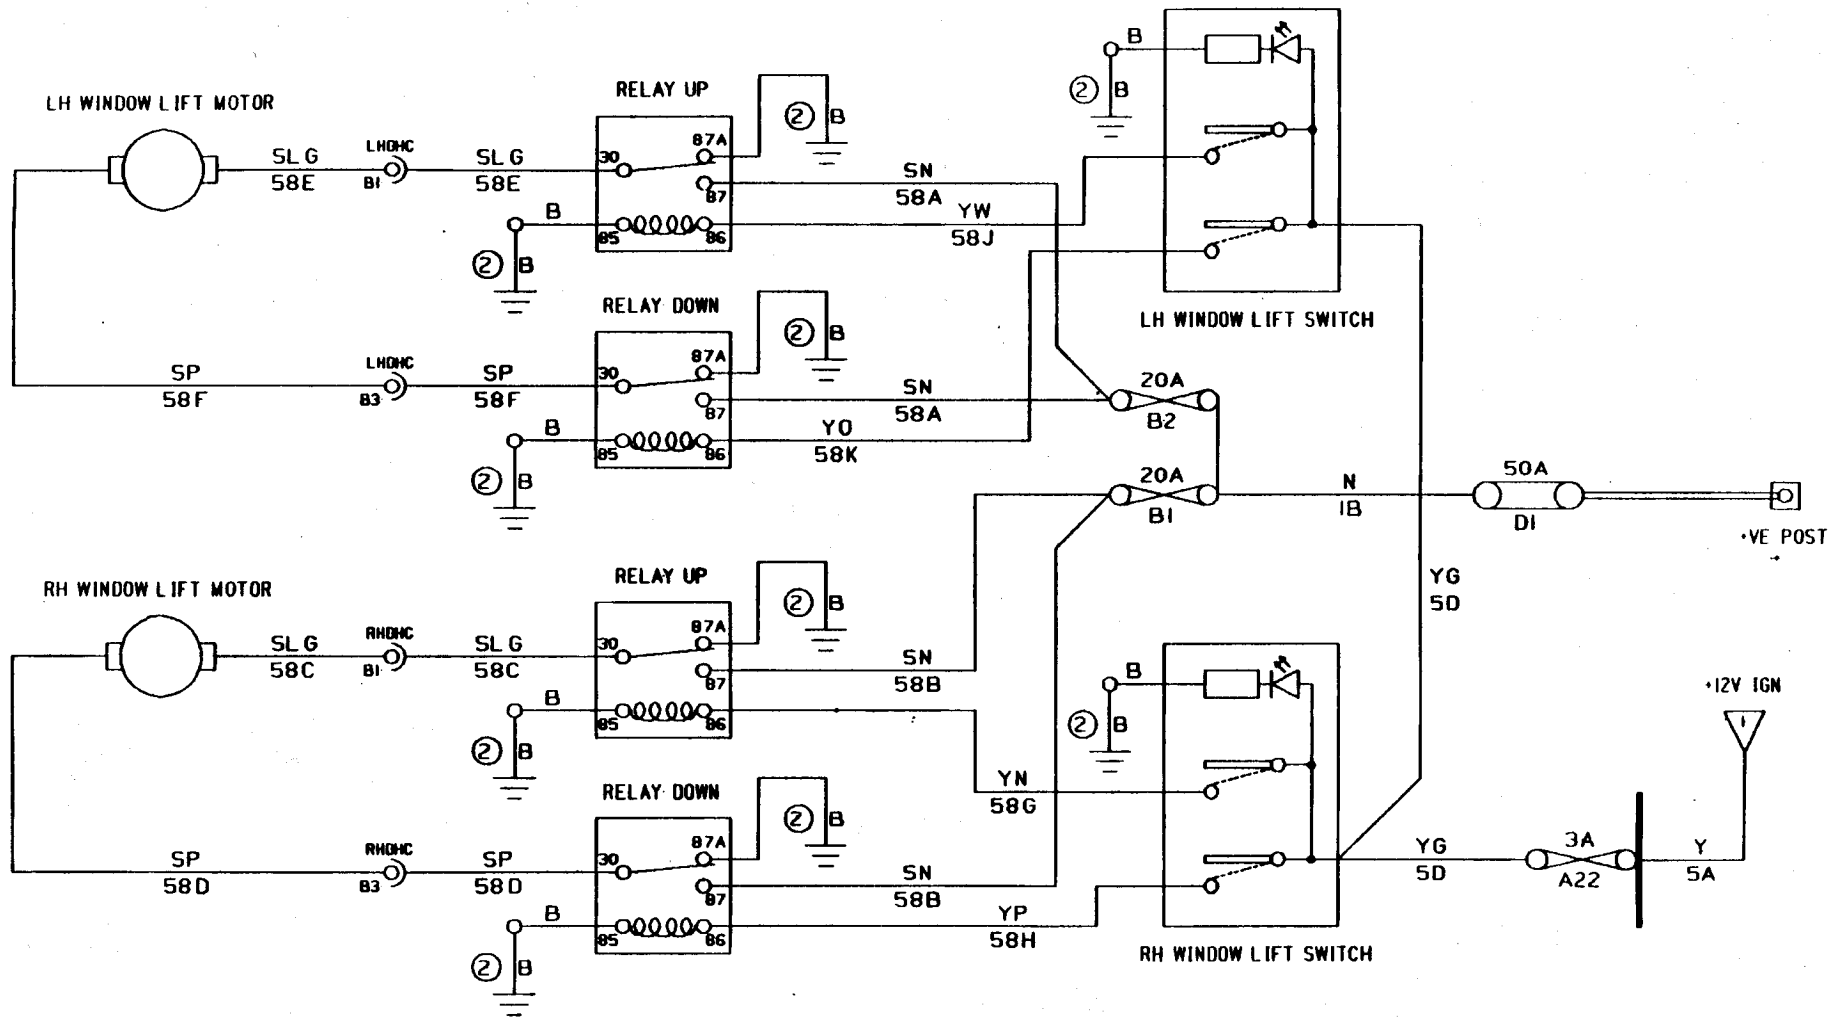 LH WINDOW LIFT MOTOR
SLG
58E
LHDHC
B1
SLG
58E
RELAY UP
30
87A
87
85
86
2
B
B
2
B
SN
58A
YW
58J
B
2
B
LH WINDOW LIFT SWITCH
SP
58F
LHDHC
B3
SP
58F
RELAY DOWN
30
87A
87
85
86
2
B
B
2
B
SN
58A
YO
58K
20A
B2
20A
B1
N
1B
50A
D1
+VE POST
YG
5D
RH WINDOW LIFT MOTOR
SLG
58C
RHDHC
B1
SLG
58C
RELAY UP
30
87A
87
85
86
2
B
B
2
B
SN
58B
YN
58G
B
2
B
+12V IGN
1
SP
58D
RHDHC
B3
SP
58D
RELAY DOWN
30
87A
87
85
86
2
B
B
2
B
SN
58B
YP
58H
RH WINDOW LIFT SWITCH
YG
5D
3A
A22
Y
5A